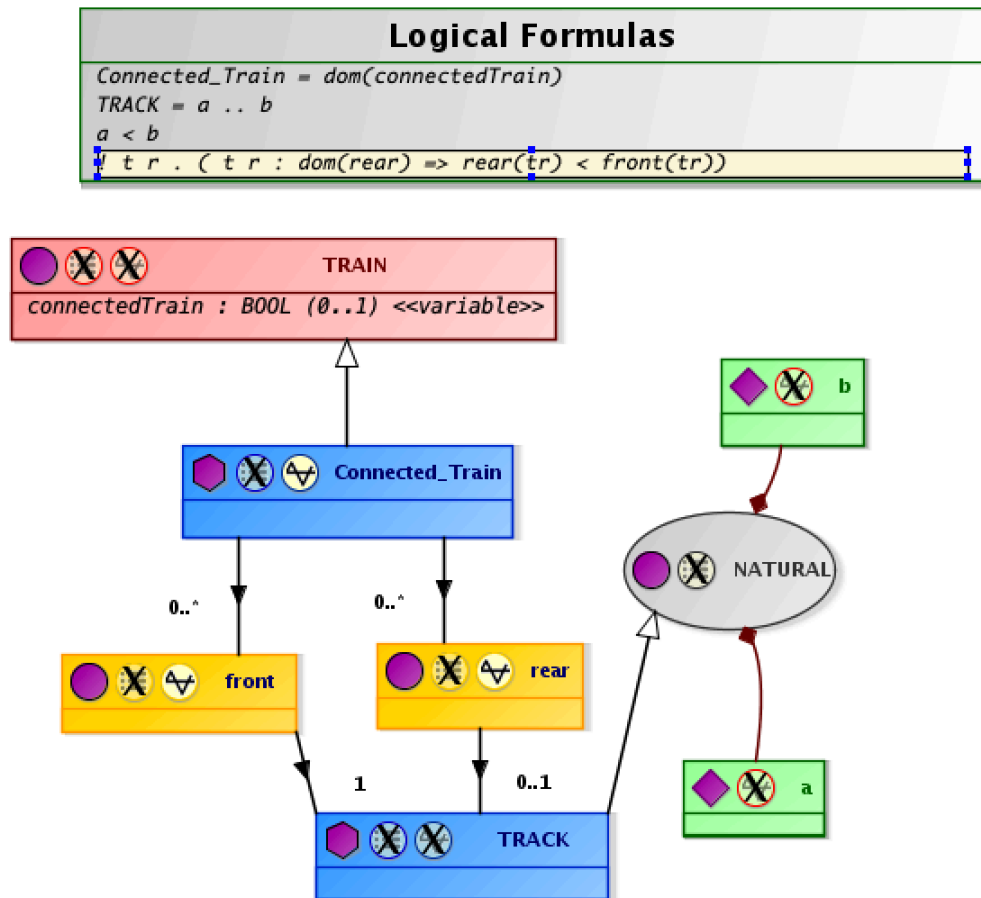 Logical Formulas
Connected_Train = dom(connectedTrain)
TRACK = a .. b
a < b
! t r . ( t r : dom(rear) => rear(tr) < front(tr))
TRAIN
connectedTrain : BOOL (0..1) <<variable>>
b
Connected_Train
NATURAL
0..*
0..*
front
rear
1
0..1
a
TRACK